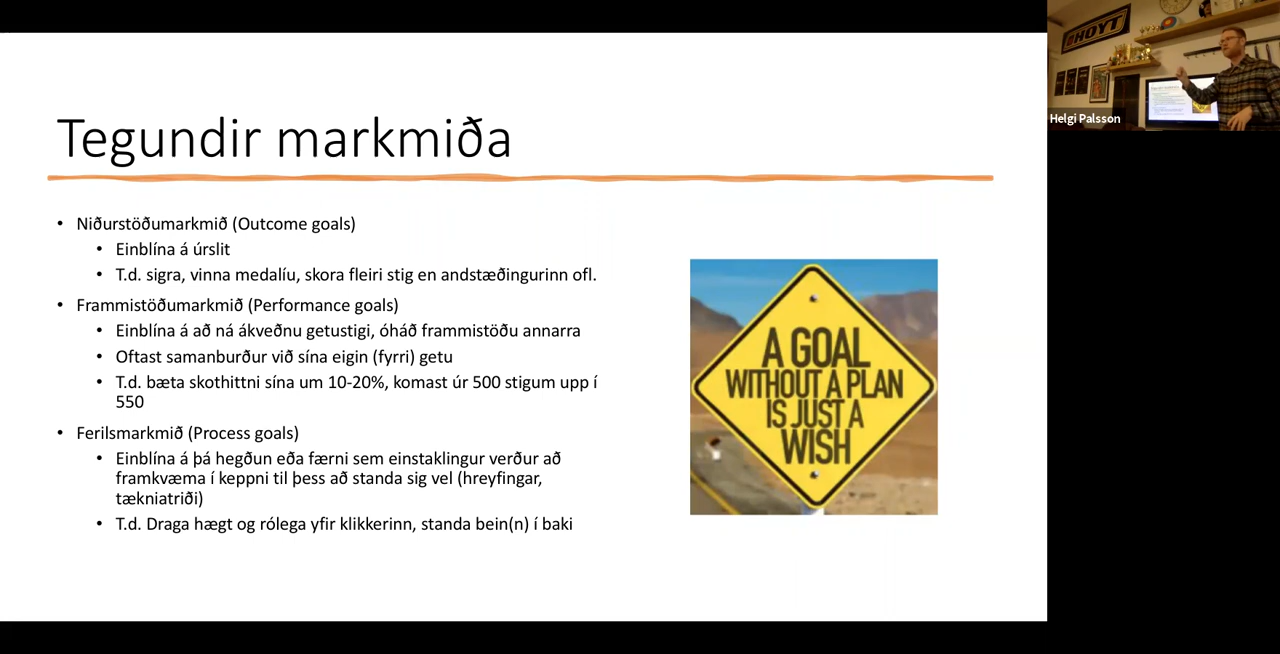 Tegundir markmiða
• Niðurstöðumarkmið (Outcome goals)
• Einblína á úrslit
• T.d. sigra, vinna medalíu, skora fleiri stig en andstæðingurinn ofl.
• Frammistöðumarkmið (Performance goals)
• Einblína á að ná ákveðnu getustigi, óháð frammistöðu annarra
• Oftast samanburður við sína eigin (fyrri) getu
• T.d. bæta skothittni sína um 10-20%, komast úr 500 stigum upp í
550
• Ferilsmarkmið (Process goals)
• Einblína á þá hegðun eða færni sem einstaklingur verður að
framkvæma í keppni til þess að standa sig vel (hreyfingar,
tækniatriði)
• T.d. Draga hægt og rólega yfir klikkerinn, standa bein(n) í baki
A GOAL
WITHOUT A PLAN
IS JUST A
WISH
HOYT
Helgi Palsson